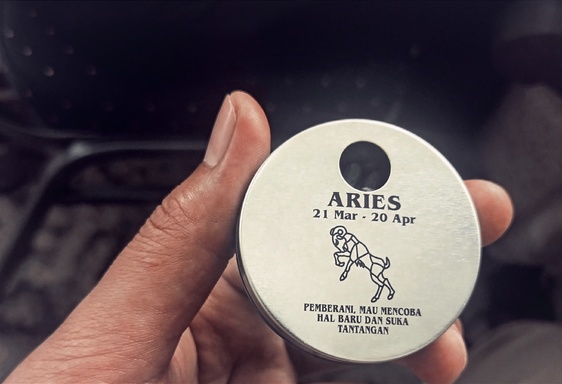 ARIES
21 Mar - 20 Apr
PEMBERANI, MAU MENCOBA
HAL BARU DAN SUKA
TANTANGAN